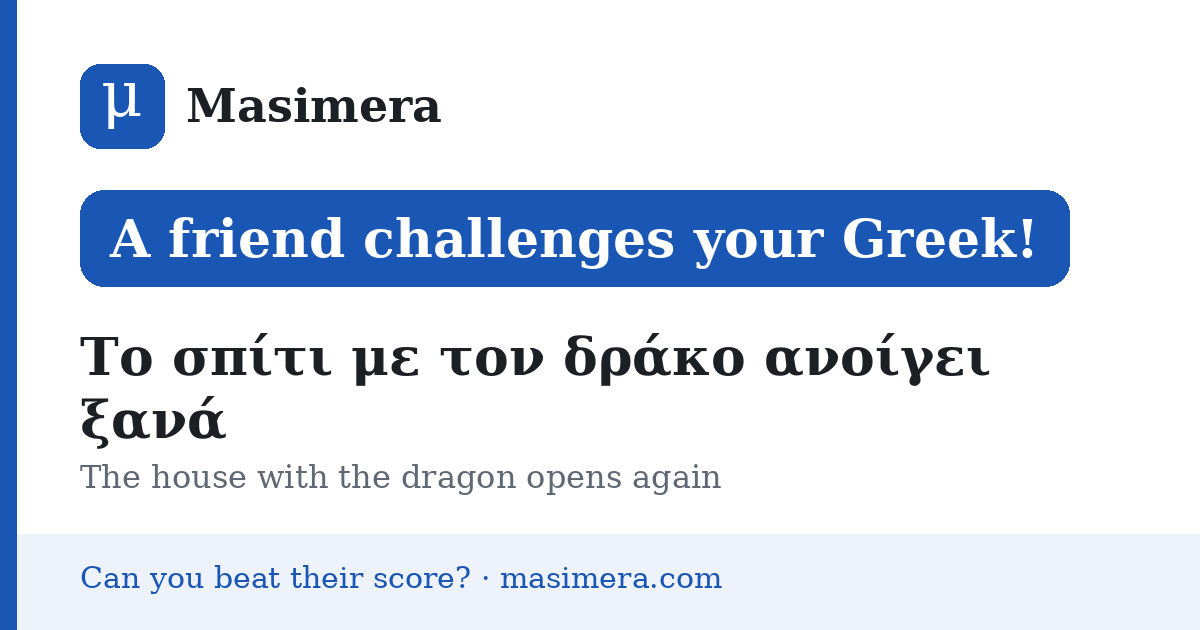 μ
Masimera
A friend challenges your Greek!
Το σπίτι με τον δράκο ανοίγει
ξανά
The house with the dragon opens again
Can you beat their score? · masimera.com